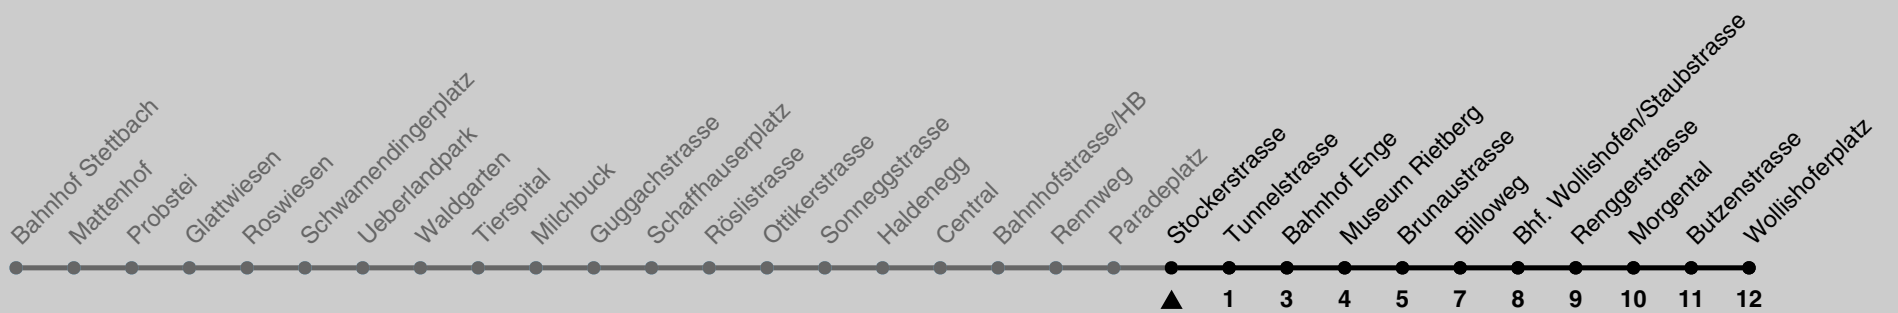 Bahnhof Stettbach
Mattenhof
Probstei
Glattwiesen
Roswiesen
Schwamendingerplatz
Ueberlandpark
Waldgarten
Tierspital
Milchbuck
Guggachstrasse
Schaffhauserplatz
Röslistrasse
Ottikerstrasse
Sonneggstrasse
Haldenegg
Central
Bahnhofstrasse/HB
Rennweg
Paradeplatz
Stockerstrasse
Tunnelstrasse
Bahnhof Enge
Museum Rietberg
Brunaustrasse
Billoweg
Bhf. Wollishofen/Staubstrasse
Renggerstrasse
Morgental
Butzenstrasse
Wollishoferplatz
1 3 4 5 7 8 9 10 11 12